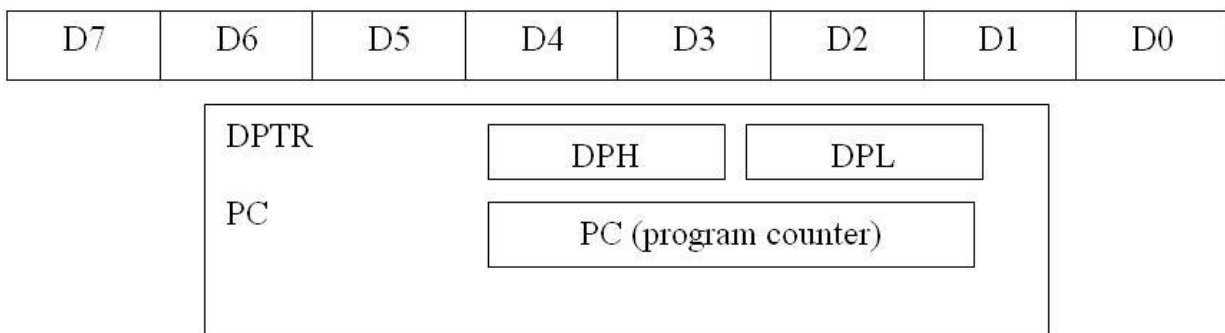 D7 D6 D5 D4 D3 D2 D1 D0
DPTR DPH DPL
PC PC (program counter)